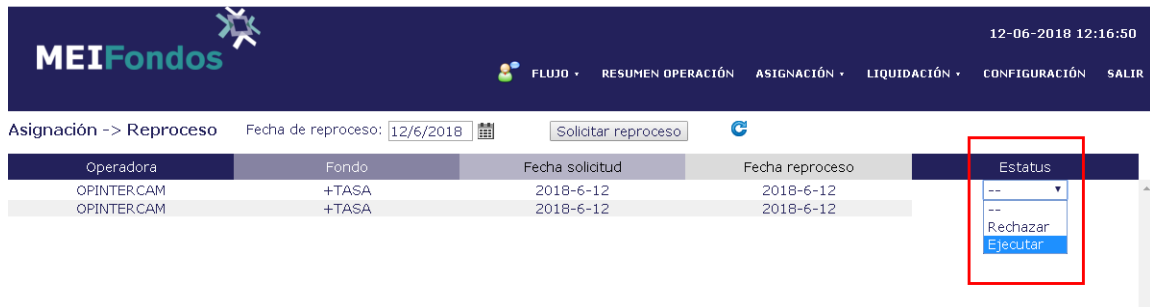 12-06-2018 12:16:50
MEIFondos
FLUJO RESUMEN OPERACIÓN ASIGNACIÓN LIQUIDACIÓN CONFIGURACIÓN SALIR
Asignación -> Reproceso Fecha de reproceso: 12/6/2018 Solicitar reproceso
Operadora Fondo Fecha solicitud Fecha reproceso Estatus
OPINTERCAM +TASA 2018-6-12 2018-6-12 --
OPINTERCAM +TASA 2018-6-12 2018-6-12 --
Rechazar
Ejecutar